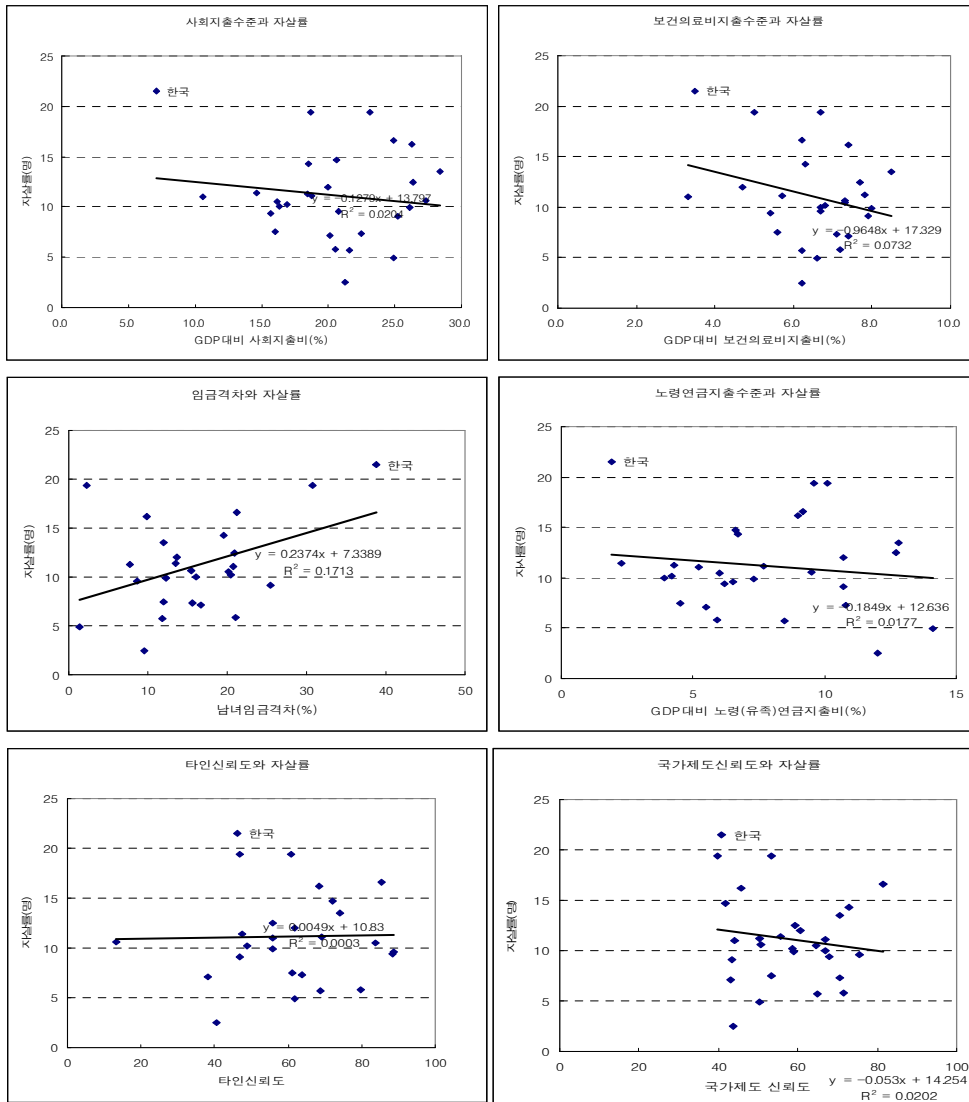 사회지출수준과 자살률
자살률(명)
25
20
15
10
5
0
한국
y = -0.1279x + 13.797
R² = 0.0204
0.0 5.0 10.0 15.0 20.0 25.0 30.0
GDP대비 사회지출비(%)
보건의료비지출수준과 자살률
자살률(명)
25
20
15
10
5
0
한국
y = -0.9648x + 17.329
R² = 0.0732
0.0 2.0 4.0 6.0 8.0 10.0
GDP대비 보건의료비지출비(%)
임금격차와 자살률
자살률(명)
25
20
15
10
5
0
한국
y = 0.2374x + 7.3389
R² = 0.1713
0 10 20 30 40 50
남녀임금격차(%)
노령연금지출수준과 자살률
자살률(명)
25
20
15
10
5
0
한국
y = -0.1849x + 12.636
R² = 0.0177
0 5 10 15
GDP대비 노령(유족)연금지출비(%)
타인신뢰도와 자살률
자살률(명)
25
20
15
10
5
0
한국
y = 0.0049x + 10.83
R² = 0.0003
0 20 40 60 80 100
타인신뢰도
국가제도신뢰도와 자살률
자살률(명)
25
20
15
10
5
0
한국
0 20 40 60 80 100
국가제도 신뢰도
y = -0.053x + 14.254
R² = 0.0202